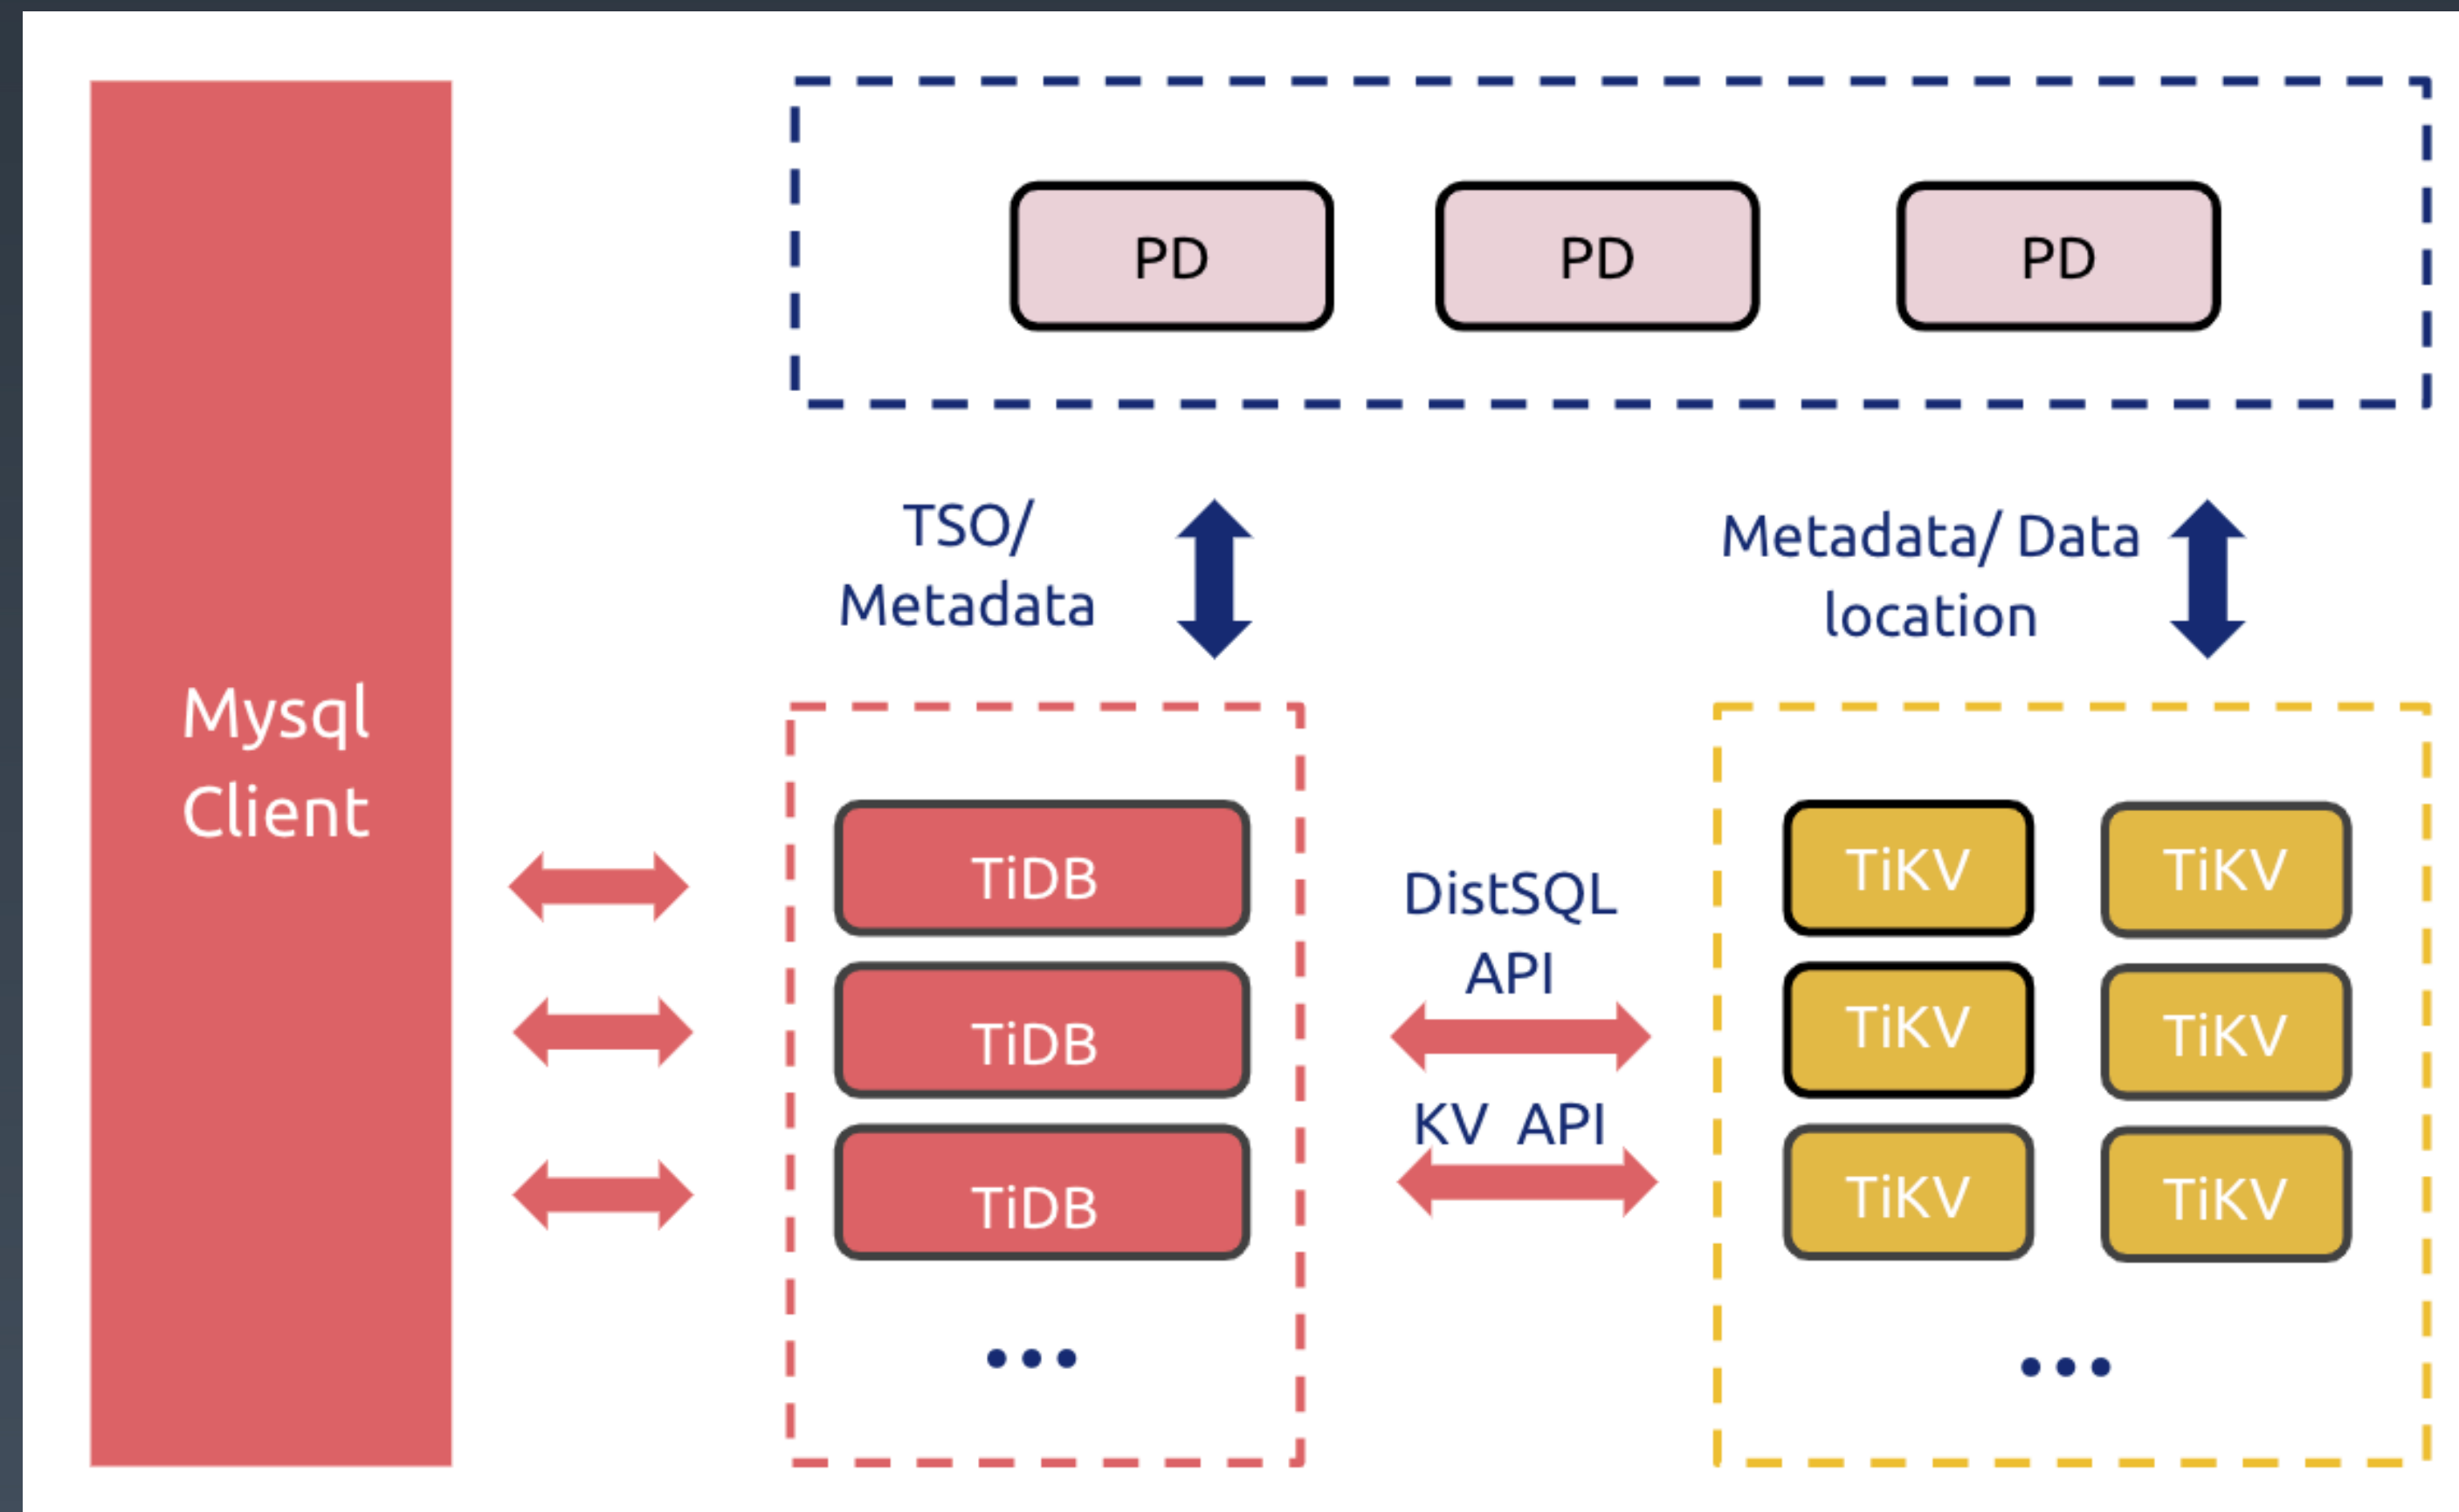 PD
PD
PD
TSO/
Metadata
Metadata/ Data
location
Mysql
Client
TiDB
TiDB
TiDB
DistSQL
API
KV API
TiKV
TiKV
TiKV
TiKV
TiKV
TiKV